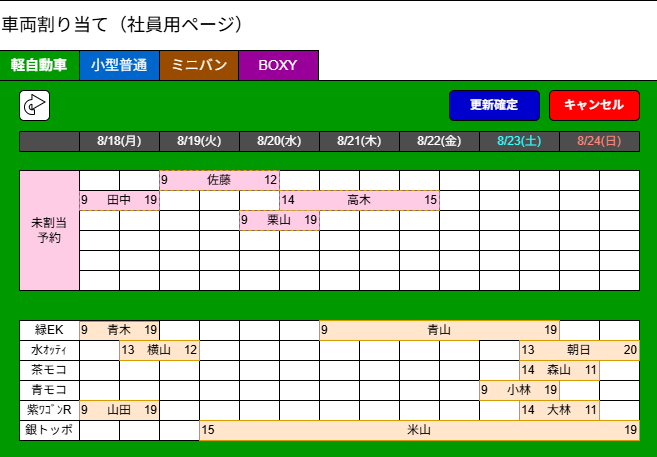 車両割り当て（社員用ページ）
軽自動車 小型普通 ミニバン BOXY
更新確定 キャンセル
8/18(月) 8/19(火) 8/20(水) 8/21(木) 8/22(金) 8/23(土) 8/24(日)
9 佐藤 12
9 田中 19 14 高木 15
未割当
予約
9 栗山 19
緑EK 9 青木 19 9 青山 19
水ｵｯﾃｨ 13 横山 12 13 朝日 20
茶モコ 14 森山 11
青モコ 9 小林 19
紫ﾜｺﾞﾝR 9 山田 19 14 大林 11
銀トッポ 15 米山 19